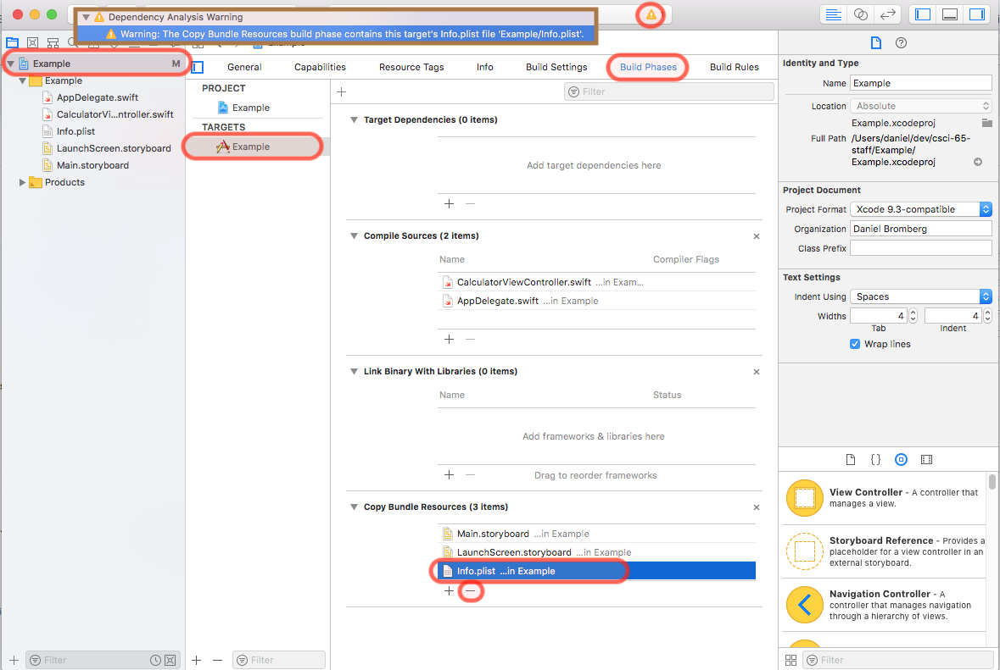 Dependency Analysis Warning
Warning: The Copy Bundle Resources build phase contains this target's Info.plist file 'Example/Info.plist'.
Example M
Example
AppDelegate.swift
CalculatorVi...ntroller.swift
Info.plist
LaunchScreen.storyboard
Main.storyboard
Products
Filter
General Capabilities Resource Tags Info Build Settings Build Phases Build Rules
PROJECT
Example
TARGETS
Example
Filter
Filter
Target Dependencies (0 items)
Add target dependencies here
Compile Sources (2 items)
Name Compiler Flags
CalculatorViewController.swift ...in Exam...
AppDelegate.swift ...in Example
Link Binary With Libraries (0 items)
Name Status
Add frameworks & libraries here
Drag to reorder frameworks
Copy Bundle Resources (3 items)
Main.storyboard ...in Example
LaunchScreen.storyboard ...in Example
Info.plist ...in Example
Identity and Type
Name Example
Location Absolute
Example.xcodeproj
Full Path /Users/daniel/dev/csci-65-
staff/Example/
Example.xcodeproj
Project Document
Project Format Xcode 9.3-compatible
Organization Daniel Bromberg
Class Prefix
Text Settings
Indent Using Spaces
Widths 4 4
Tab Indent
Wrap lines
View Controller - A controller that
manages a view.
Storyboard Reference - Provides a
placeholder for a view controller in an
external storyboard.
Navigation Controller - A
controller that manages navigation
through a hierarchy of views.
Filter